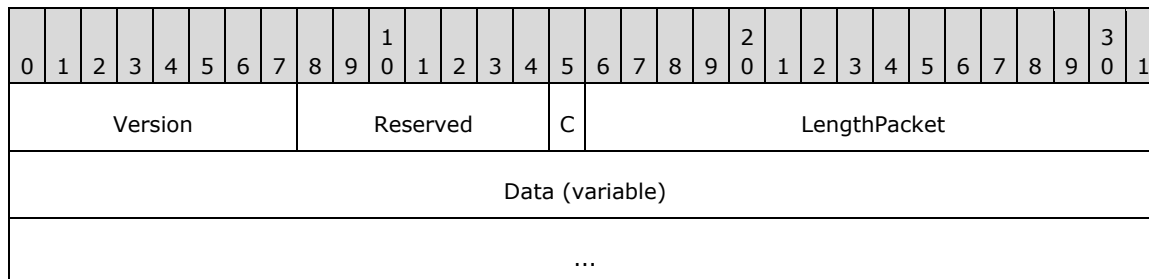 1 2 3
0 1 2 3 4 5 6 7 8 9 0 1 2 3 4 5 6 7 8 9 0 1 2 3 4 5 6 7 8 9 0 1
Version Reserved C LengthPacket
Data (variable)
...